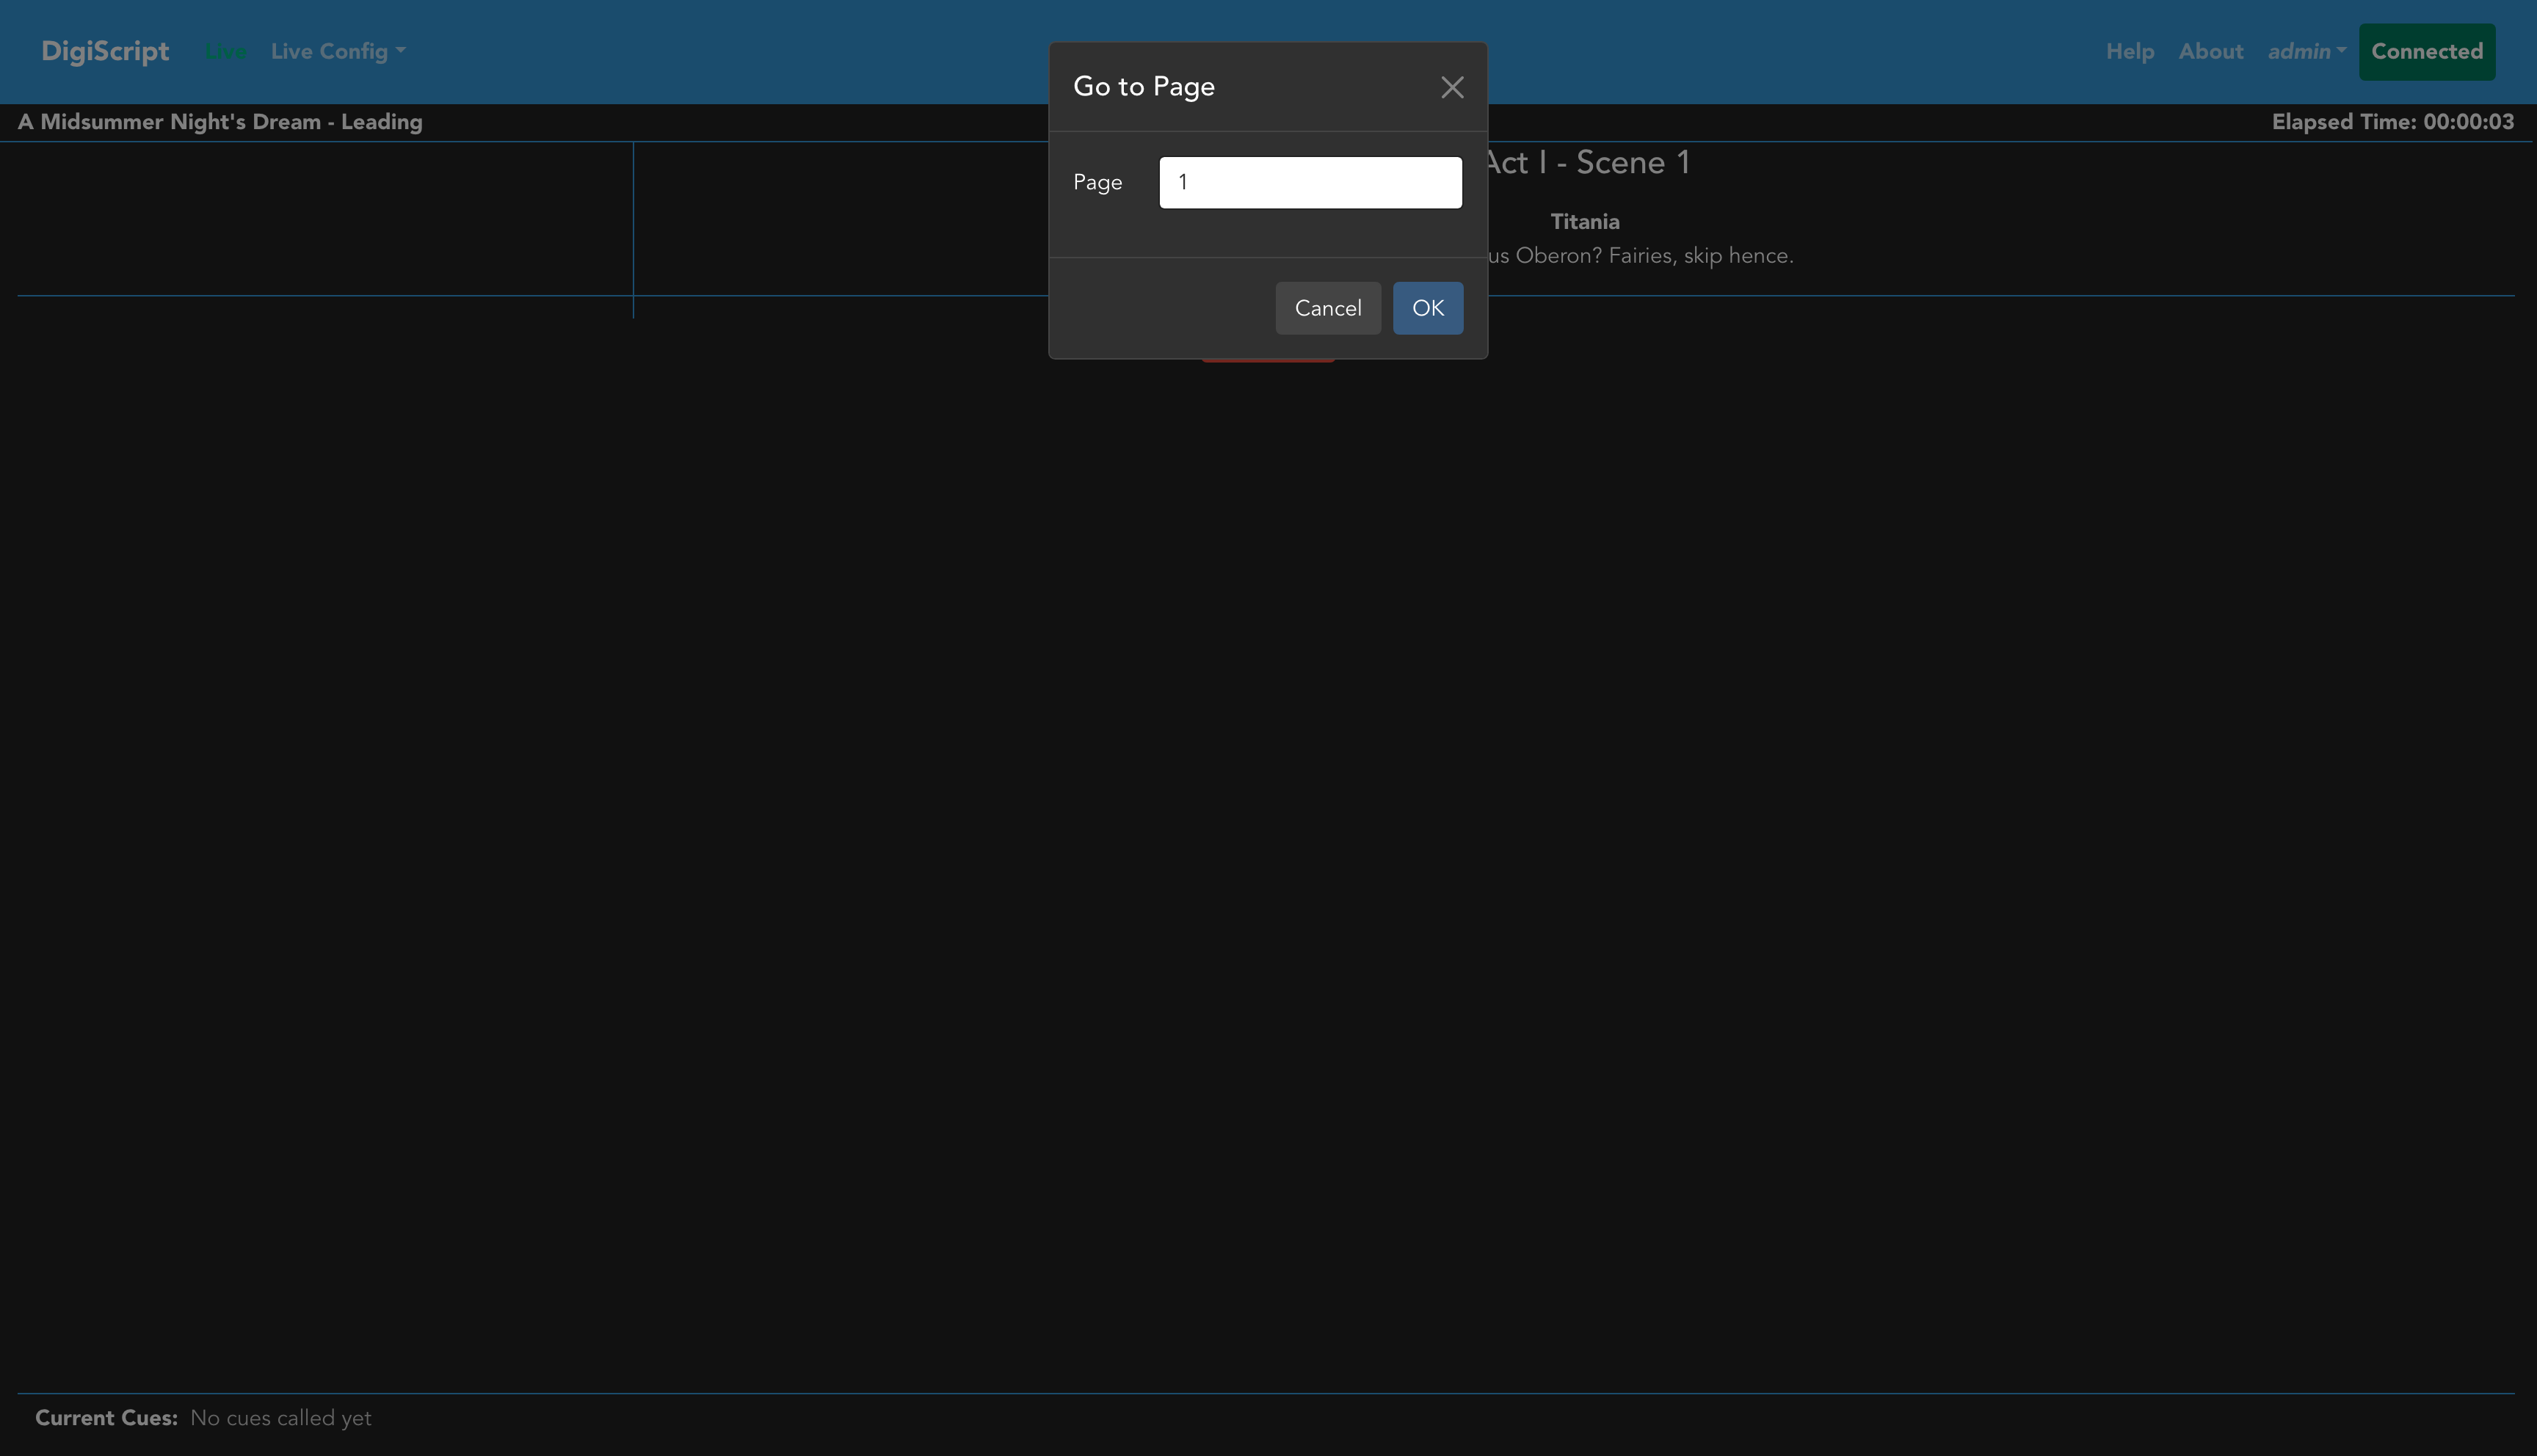 DigiScript Live Live Config Help About admin Connected
Go to Page
A Midsummer Night's Dream - Leading Elapsed Time: 00:00:03
Act I - Scene 1
Page 1
Titania
us Oberon? Fairies, skip hence.
Cancel OK
Current Cues: No cues called yet